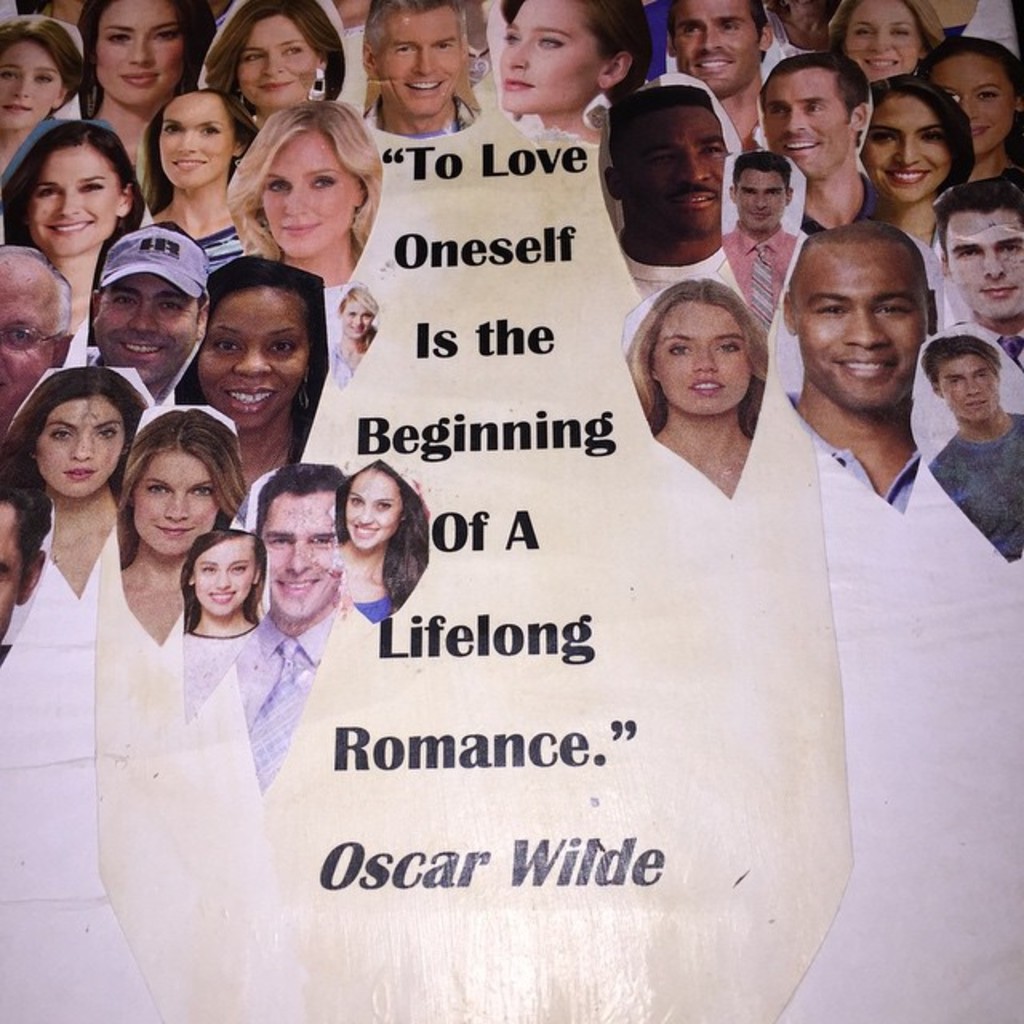 “To Love
Oneself
Is the
Beginning
Of A
Lifelong
Romance.”
Oscar Wilde